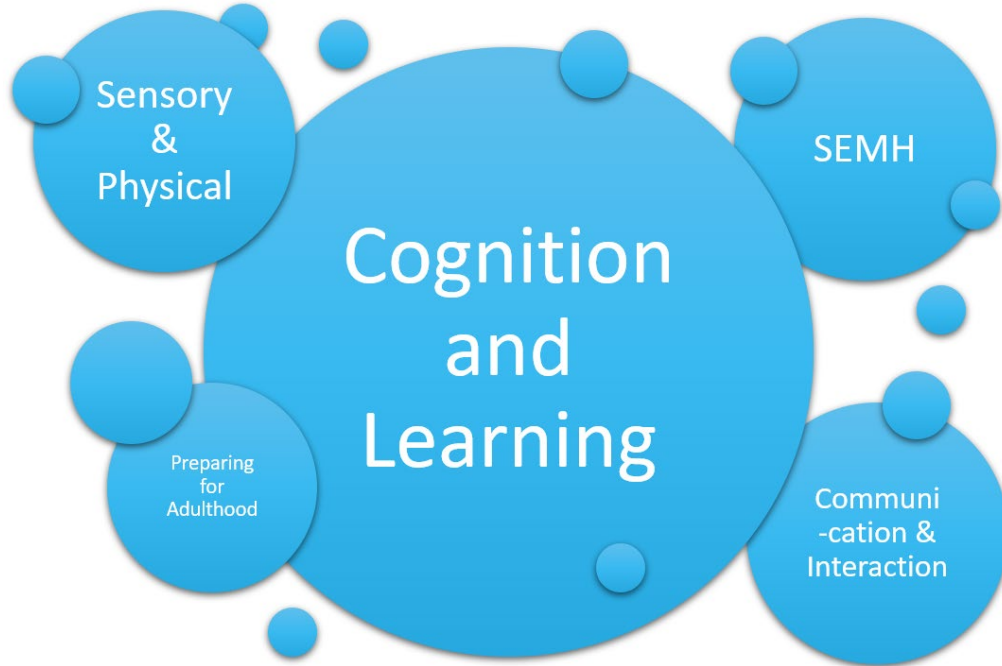 Sensory
&
Physical
SEMH
Cognition
and
Learning
Preparing
for
Adulthood
Communi
-cation &
Interaction